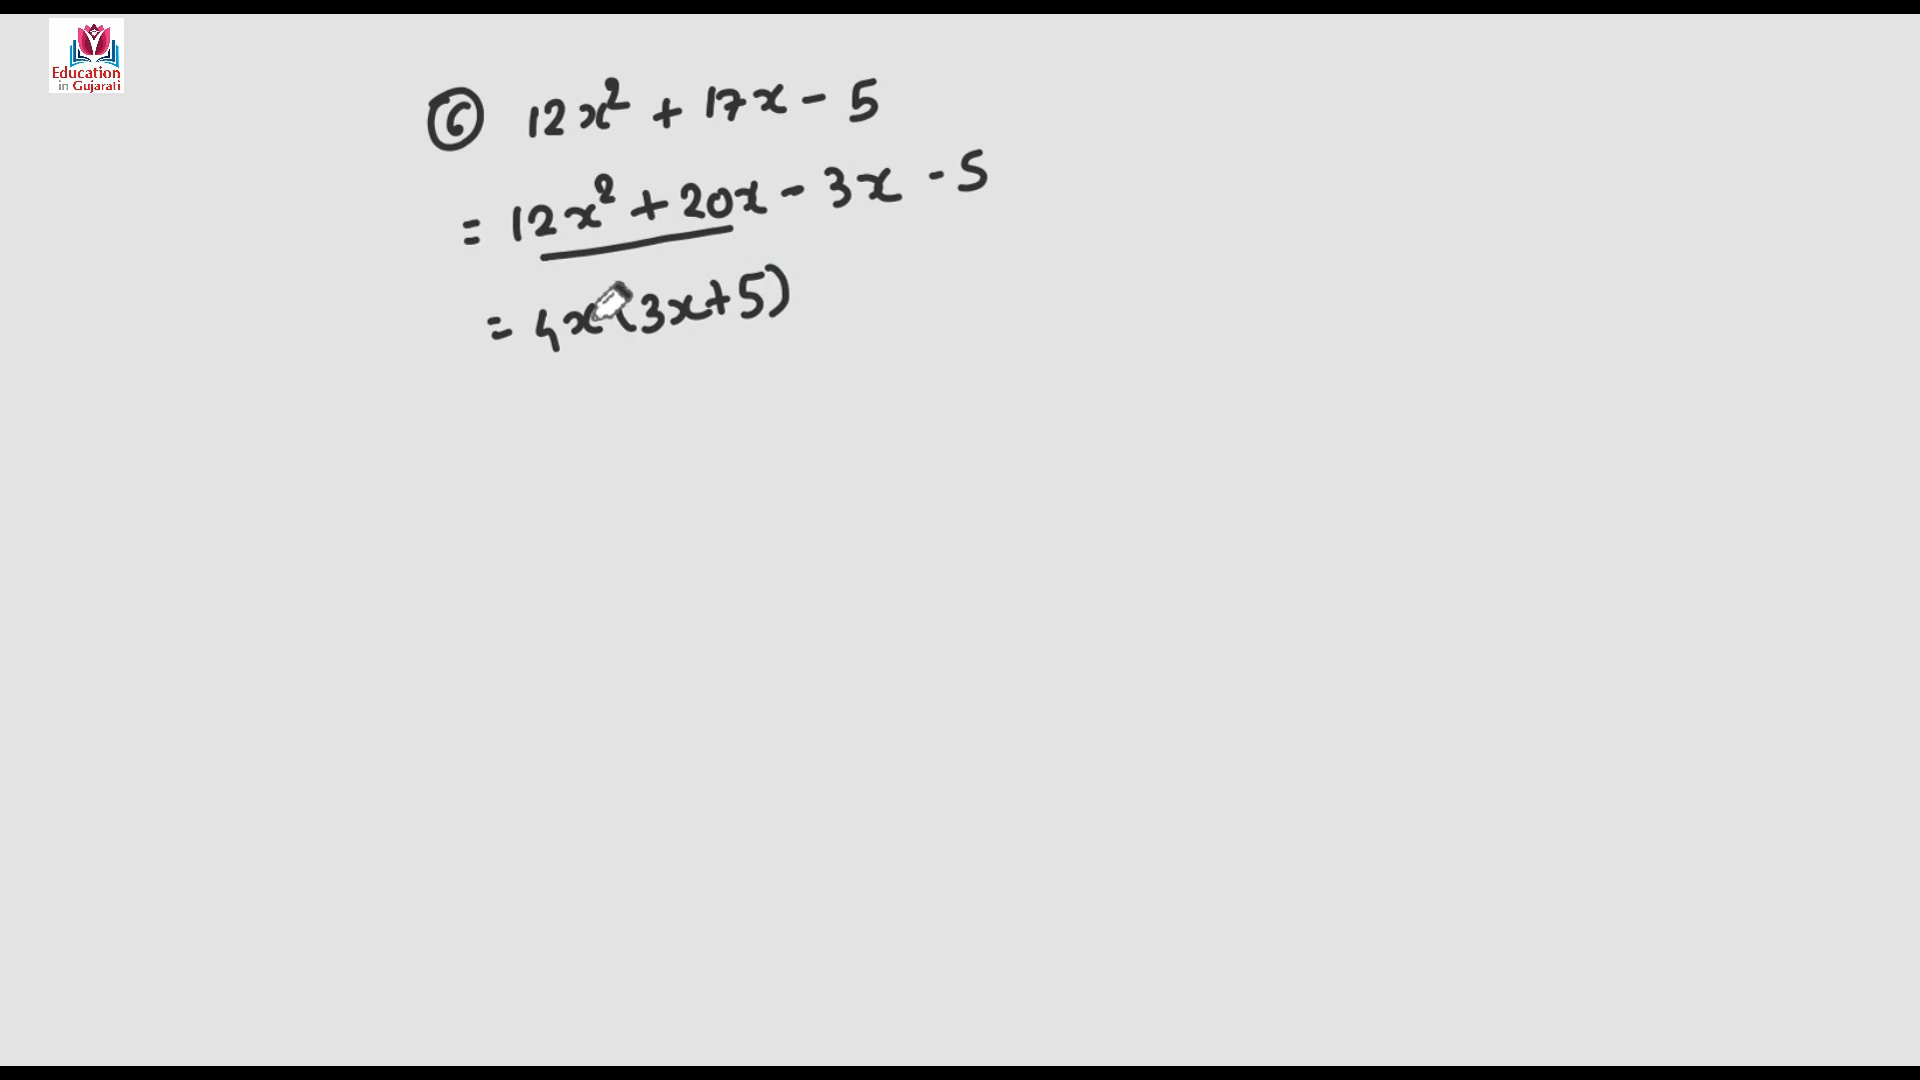 Education
in Gujarati
⑥ 12x² + 17x - 5
= 12x² + 20x - 3x - 5
= 4x(3x+5)